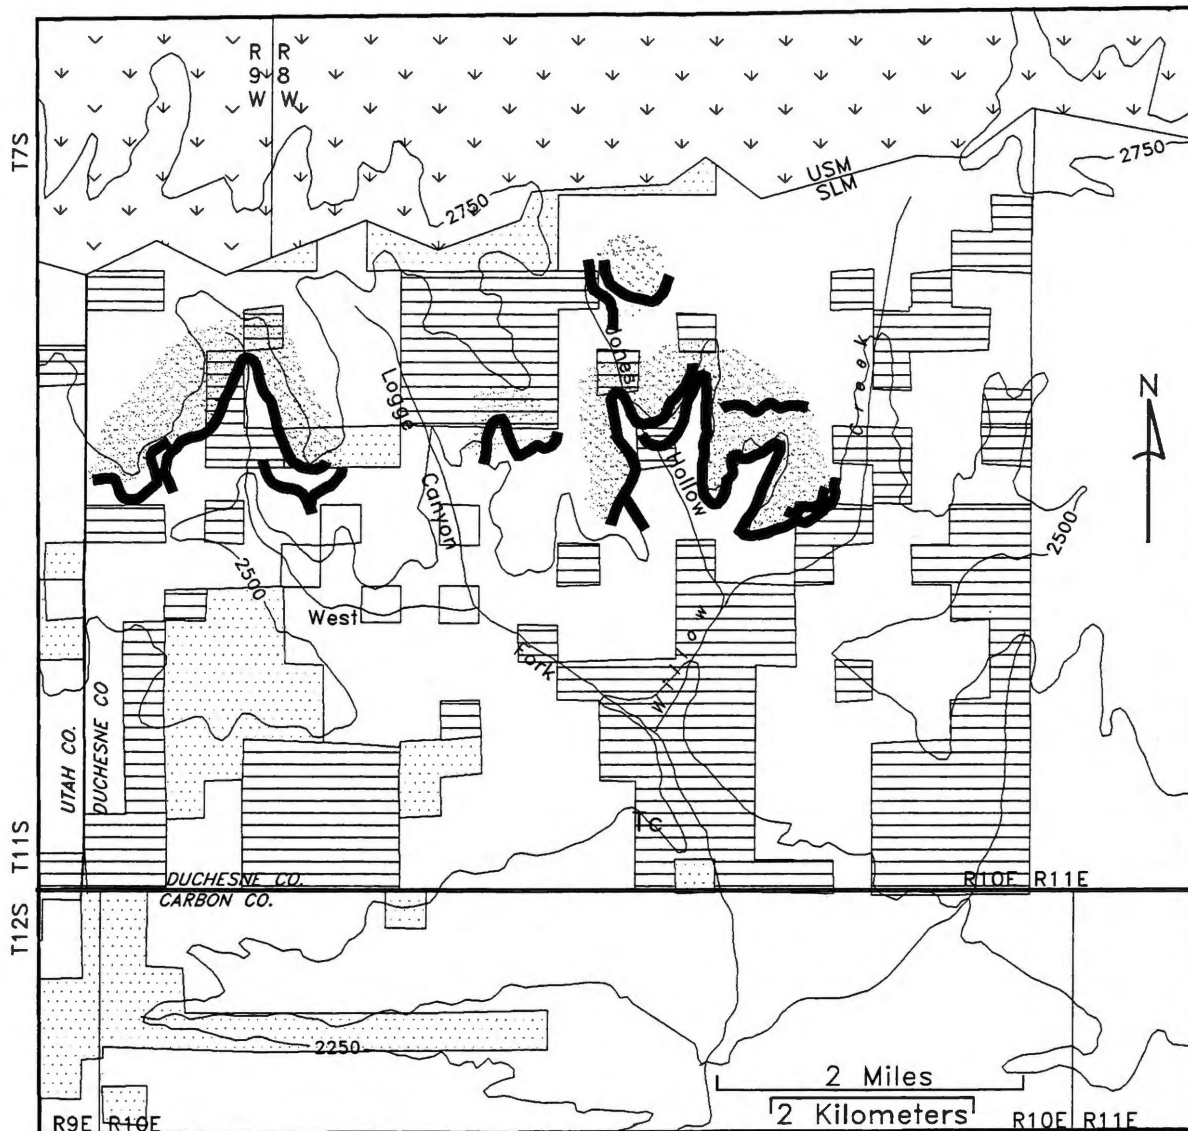 R R
9 8
W W
T7S
USM
SLM
2750
2750
Jones
Hollow
Logge
Canyon
Creek
N
2500
2500
West
Fork
Willow
UTAH CO.
DUCHESNE CO
T11S
TC
DUCHESNE CO.
CARBON CO.
R10E R11E
T12S
2250
2 Miles
2 Kilometers
R9E R10E
R10E R11E